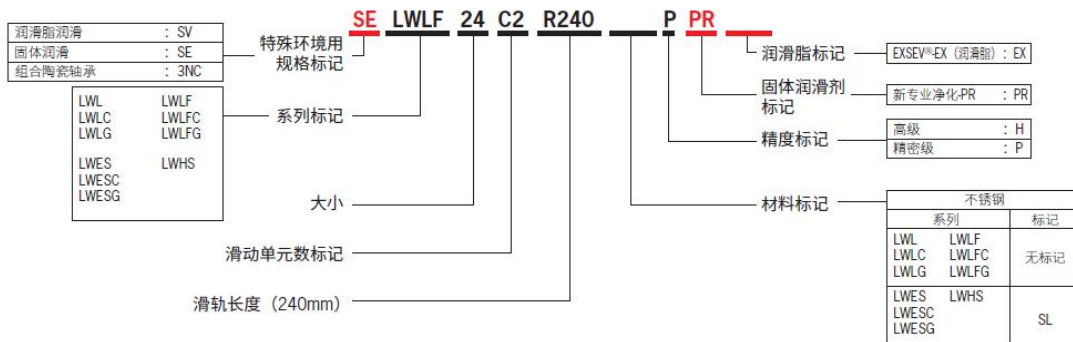 SE LWLF 24 C2 R240 P PR
润滑脂润滑 : SV
固体润滑 : SE
组合陶瓷轴承 : 3NC
特殊环境用
规格标记
LWL LWLF
LWLC LWLFC
LWLG LWLFG
LWES LWHS
LWESC
LWESG
系列标记
大小
滑动单元数标记
滑轨长度（240mm）
润滑脂标记
EXSEV®-EX（润滑脂）: EX
固体润滑剂
标记
新专业净化-PR : PR
精度标记
高级 : H
精密级 : P
材料标记
不锈钢
系列 标记
LWL LWLF
LWLC LWLFC
LWLG LWLFG
无标记
LWES LWHS
LWESC
LWESG
SL